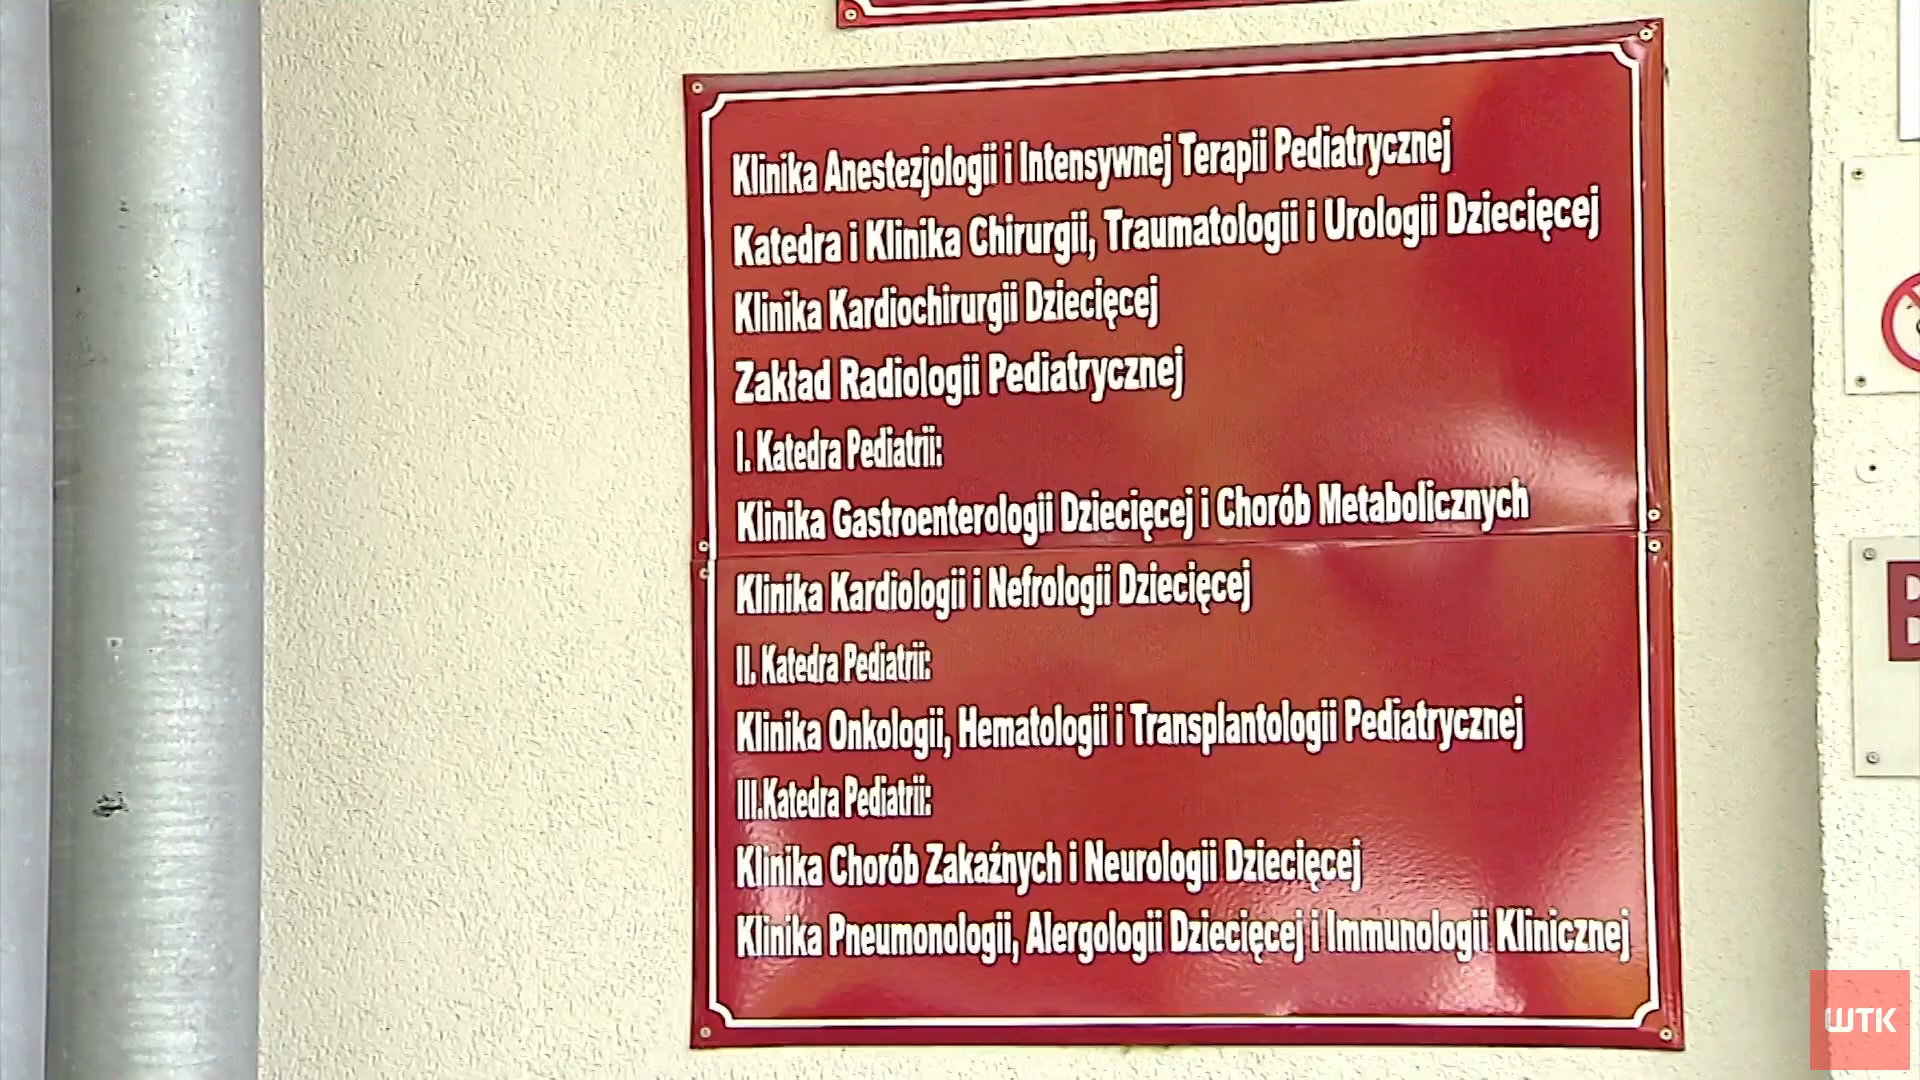 Klinika Anestezjologii i Intensywnej Terapii Pediatrycznej
Katedra i Klinika Chirurgii, Traumatologii i Urologii Dziecięcej
Klinika Kardiochirurgii Dziecięcej
Zakład Radiologii Pediatrycznej
I. Katedra Pediatrii:
Klinika Gastroenterologii Dziecięcej i Chorób Metabolicznych
Klinika Kardiologii i Nefrologii Dziecięcej
II. Katedra Pediatrii:
Klinika Onkologii, Hematologii i Transplantologii Pediatrycznej
III.Katedra Pediatrii:
Klinika Chorób Zakaźnych i Neurologii Dziecięcej
Klinika Pneumonologii, Alergologii Dziecięcej i Immunologii Klinicznej
WTK